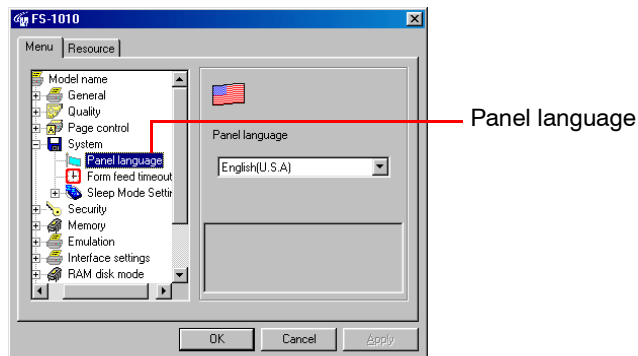 FS-1010
Menu
Resource
Model name
General
Quality
Page control
System
Panel language
Form feed timeout
Sleep Mode Settin
Security
Memory
Emulation
Interface settings
RAM disk mode
Panel language
English(U.S.A)
OK
Cancel
Apply
Panel language